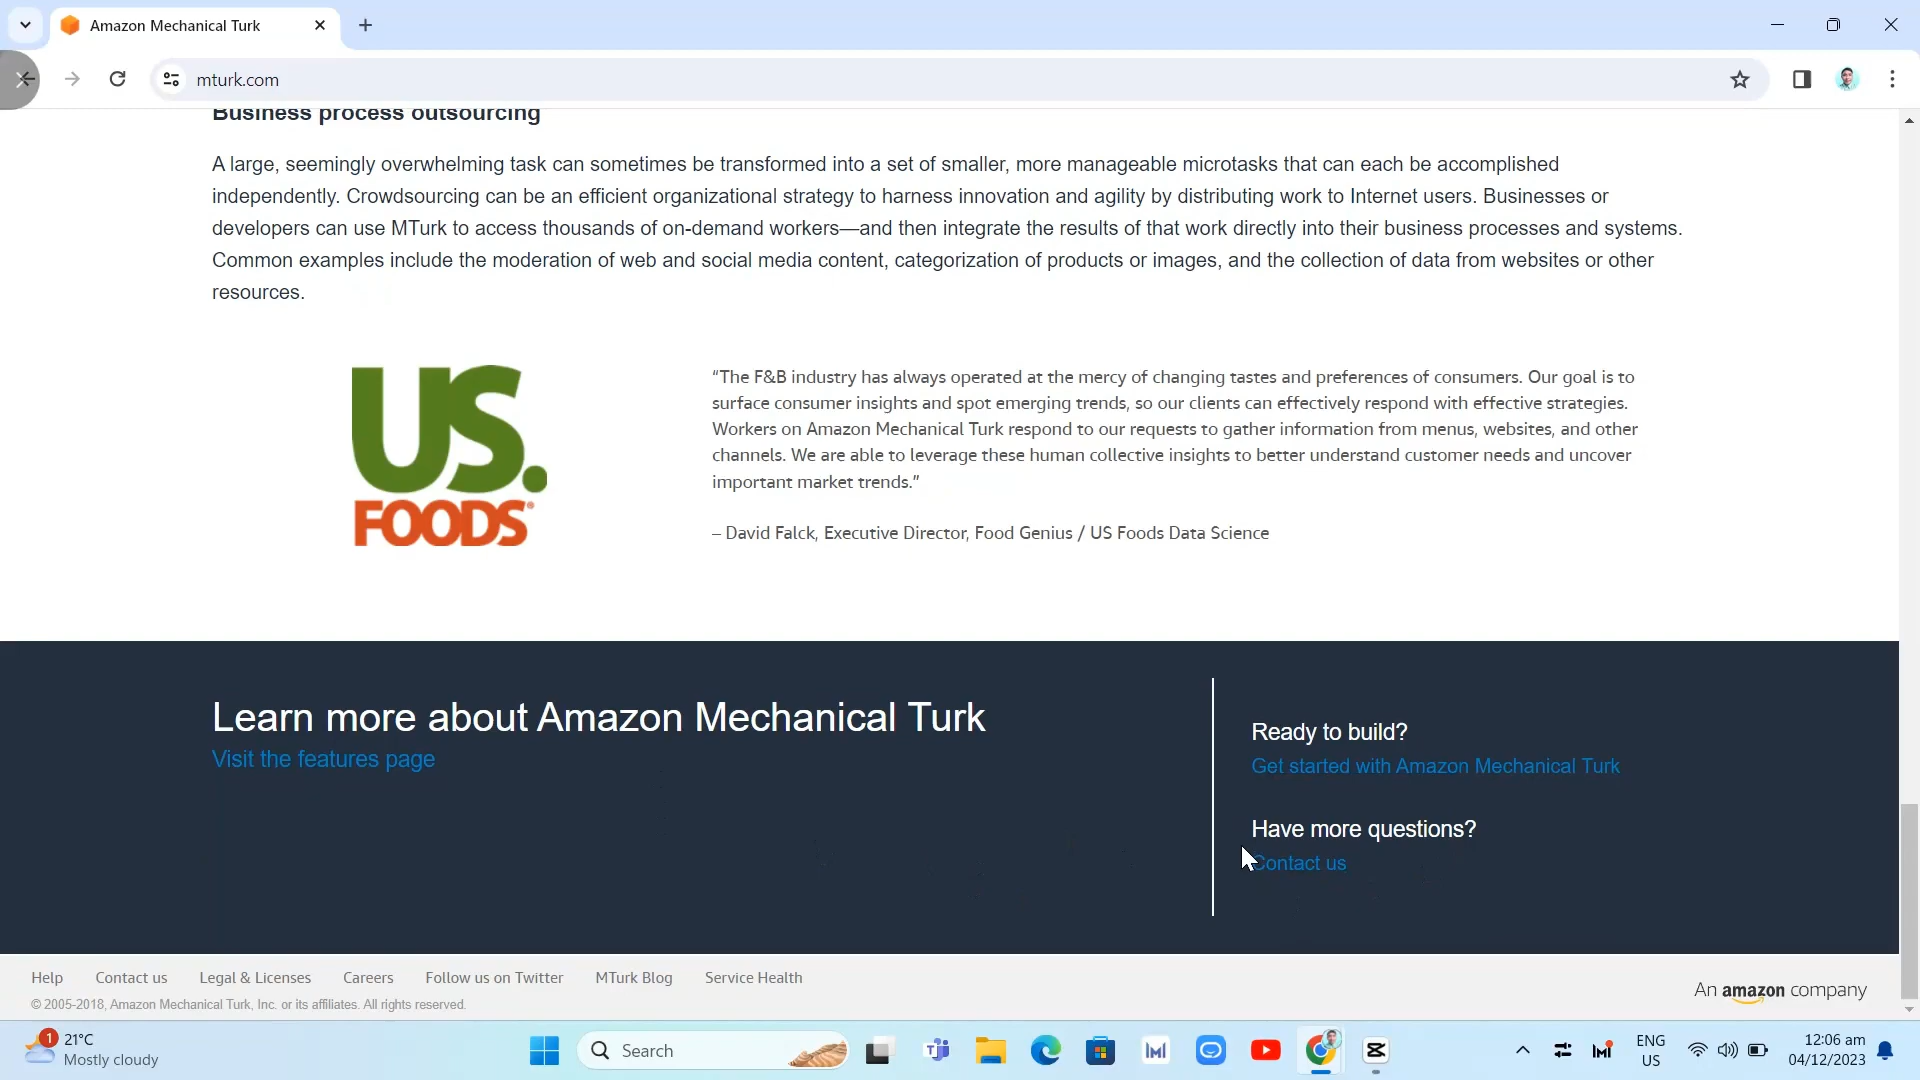 Amazon Mechanical Turk
mturk.com
Business process outsourcing
A large, seemingly overwhelming task can sometimes be transformed into a set of smaller, more manageable microtasks that can each be accomplished
independently. Crowdsourcing can be an efficient organizational strategy to harness innovation and agility by distributing work to Internet users. Businesses or
developers can use MTurk to access thousands of on-demand workers—and then integrate the results of that work directly into their business processes and systems.
Common examples include the moderation of web and social media content, categorization of products or images, and the collection of data from websites or other
resources.
US.
FOODS®
“The F&B industry has always operated at the mercy of changing tastes and preferences of consumers. Our goal is to
surface consumer insights and spot emerging trends, so our clients can effectively respond with effective strategies.
Workers on Amazon Mechanical Turk respond to our requests to gather information from menus, websites, and other
channels. We are able to leverage these human collective insights to better understand customer needs and uncover
important market trends.”
– David Falck, Executive Director, Food Genius / US Foods Data Science
Learn more about Amazon Mechanical Turk
Visit the features page
Ready to build?
Get started with Amazon Mechanical Turk
Have more questions?
Contact us
Help Contact us Legal & Licenses Careers Follow us on Twitter MTurk Blog Service Health
© 2005-2018, Amazon Mechanical Turk, Inc. or its affiliates. All rights reserved.
An amazon company
1
21°C
Mostly cloudy
Search
ENG
US
12:06 am
04/12/2023